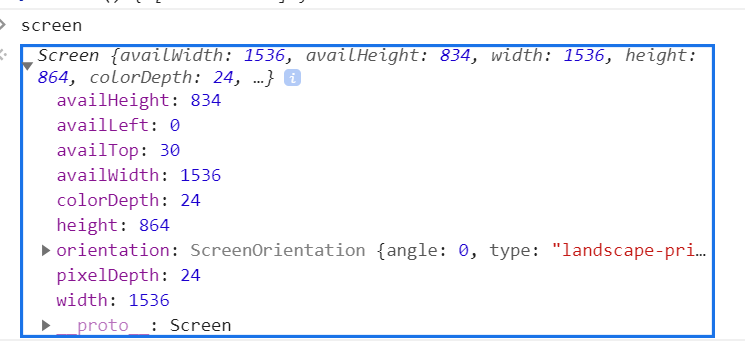 screen
Screen {availWidth: 1536, availHeight: 834, width: 1536, height:
864, colorDepth: 24, …}
availHeight: 834
availLeft: 0
availTop: 30
availWidth: 1536
colorDepth: 24
height: 864
orientation: ScreenOrientation {angle: 0, type: "landscape-pri…
pixelDepth: 24
width: 1536
__proto__: Screen